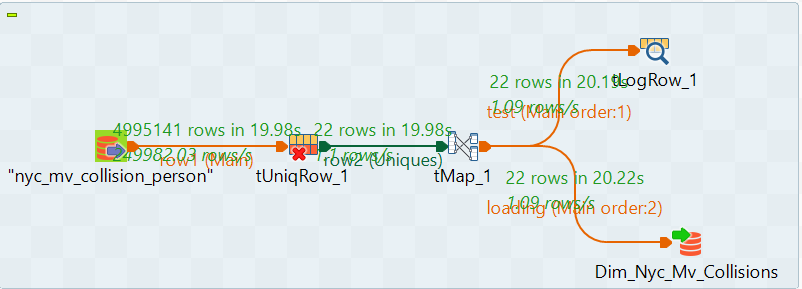 22 rows in 20.19s
1.09 rows/s
tLogRow_1
test (Main order:1)
4995141 rows in 19.98s
249982.03 rows/s
row1 (Main)
22 rows in 19.98s
1.1 rows/s
row2 (Uniques)
"nyc_mv_collision_person"
tUniqRow_1
tMap_1
22 rows in 20.22s
1.09 rows/s
loading (Main order:2)
Dim_Nyc_Mv_Collisions